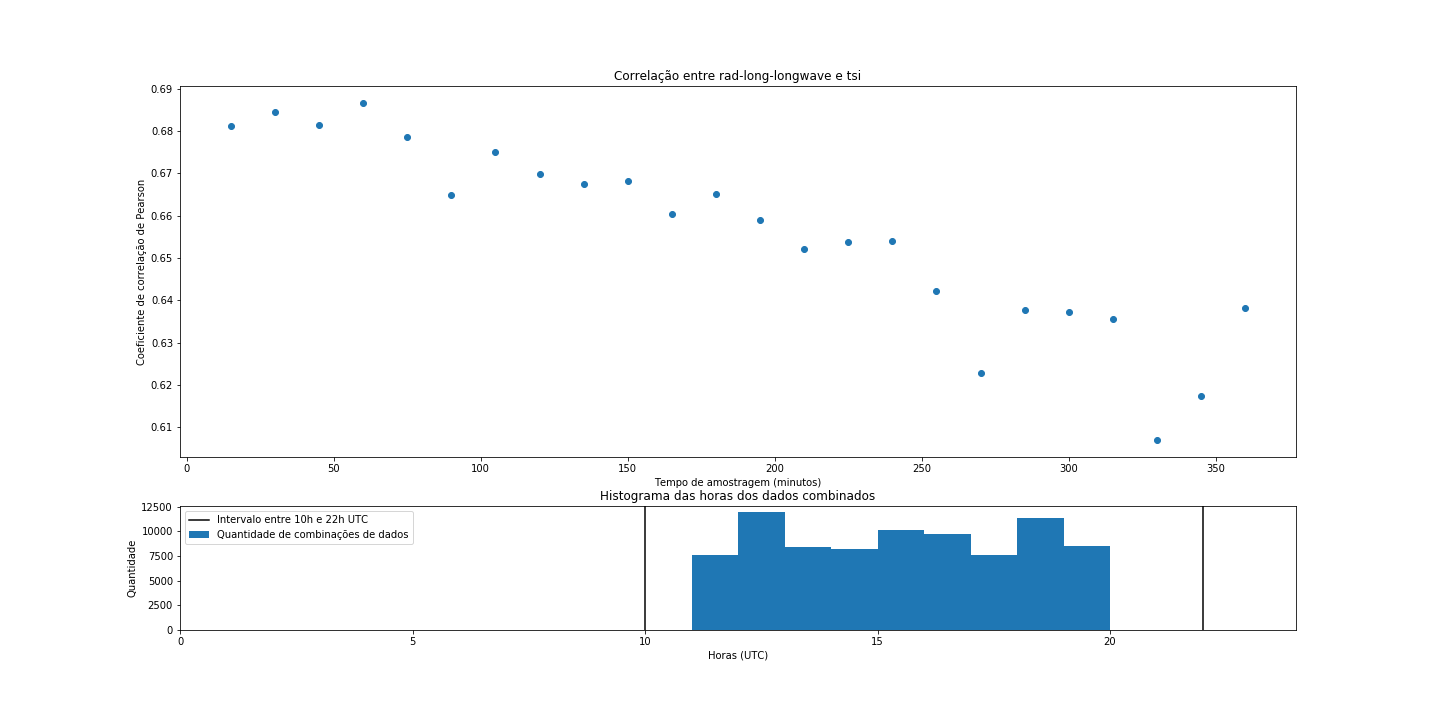 Correlação entre rad-long-longwave e tsi
0.69
0.68
0.67
0.66
0.65
0.64
0.63
0.62
0.61
Coeficiente de correlação de Pearson
0 50 100 150 200 250 300 350
Tempo de amostragem (minutos)
Histograma das horas dos dados combinados
12500
10000
7500
5000
2500
0
Quantidade
Intervalo entre 10h e 22h UTC
Quantidade de combinações de dados
0 5 10 15 20
Horas (UTC)